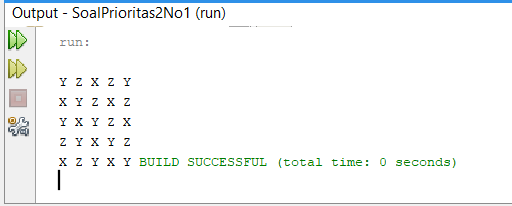 Output - SoalPrioritas2No1 (run)
run:
Y Z X Z Y
X Y Z X Z
Y X Y Z X
Z Y X Y Z
X Z Y X Y BUILD SUCCESSFUL (total time: 0 seconds)